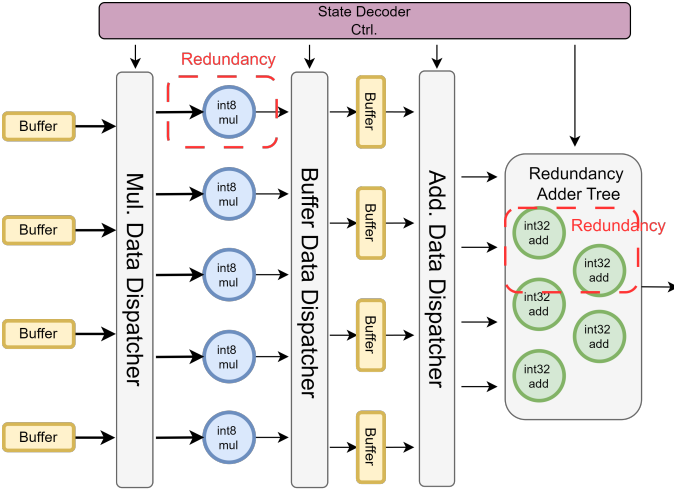 State Decoder
Ctrl.
Redundancy
Buffer
Buffer
Buffer
Buffer
Mul. Data Dispatcher
int8
mul
int8
mul
int8
mul
int8
mul
int8
mul
Buffer Data Dispatcher
Buffer
Buffer
Buffer
Buffer
Add. Data Dispatcher
Redundancy
Adder Tree
Redundancy
int32
add
int32
add
int32
add
int32
add
int32
add